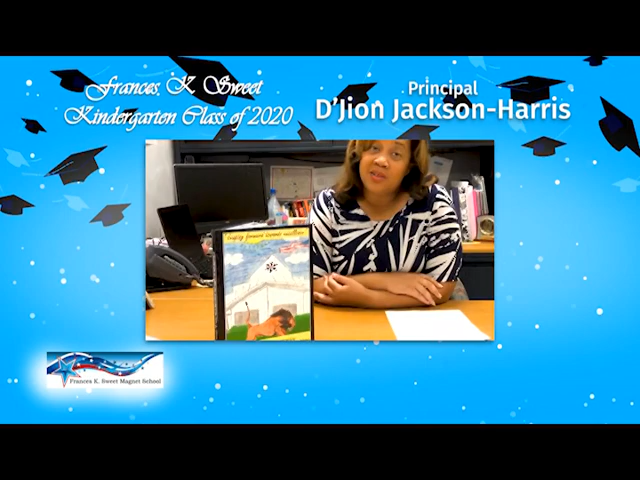 Frances K Sweet
Kindergarten Class of 2020
Principal
D'Jion Jackson-Harris
Frances K. Sweet Magnet School